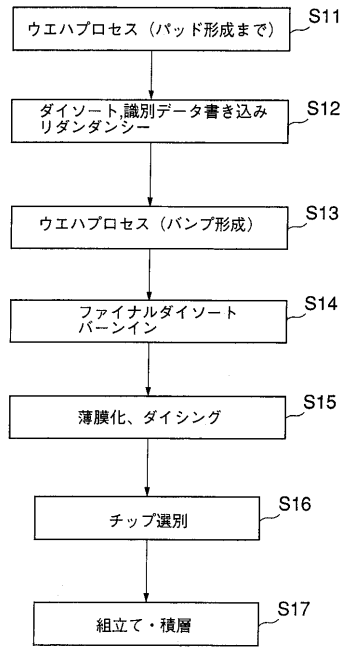 ウエハプロセス（パッド形成まで）
S11
ダイソート,識別データ書き込み
リダンダンシー
S12
ウエハプロセス（バンプ形成）
S13
ファイナルダイソート
バーンイン
S14
薄膜化、ダイシング
S15
チップ選別
S16
組立て・積層
S17